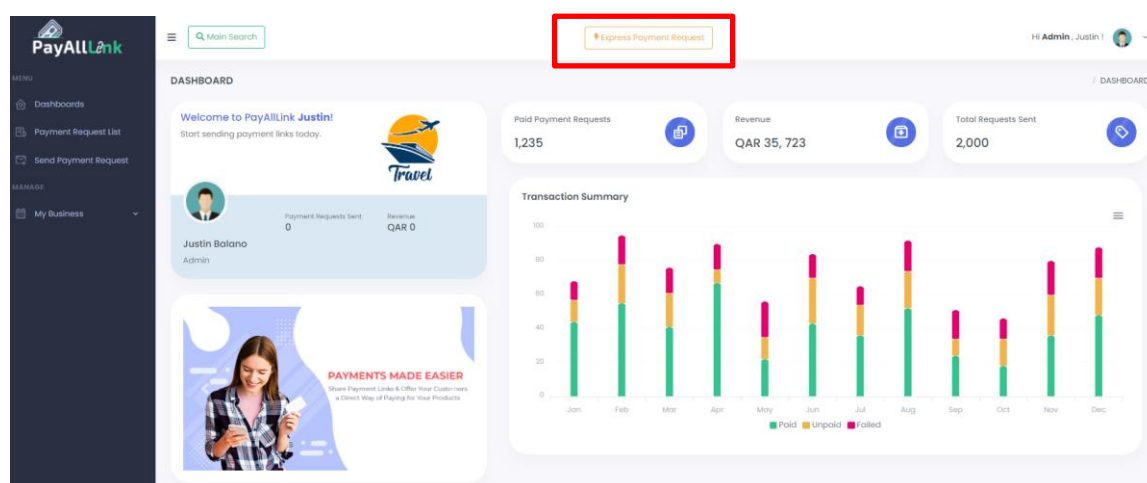 PayAllLink
Main Search
Express Payment Request
Hi Admin, Justin !
MENU
Dashboards
Payment Request List
Send Payment Request
MANAGE
My Business
DASHBOARD
/ DASHBOARD
Welcome to PayAllLink Justin!
Start sending payment links today.
Travel
Payment Requests Sent
0
Revenue
QAR 0
Justin Balano
Admin
PAYMENTS MADE EASIER
Share Payment Links & Offer Your Customers
a Direct Way of Paying for Your Products
Paid Payment Requests
1,235
Revenue
QAR 35, 723
Total Requests Sent
2,000
Transaction Summary
100
80
60
40
20
0
Jan Feb Mar Apr May Jun Jul Aug Sep Oct Nov Dec
Paid Unpaid Failed